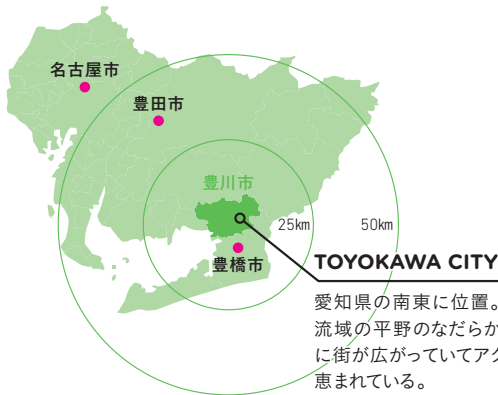 名古屋市
豊田市
豊川市
25km
50km
豊橋市
TOYOKAWA CITY
愛知県の南東に位置。
流域の平野のなだらか
に街が広がっていてアク
恵まれている。